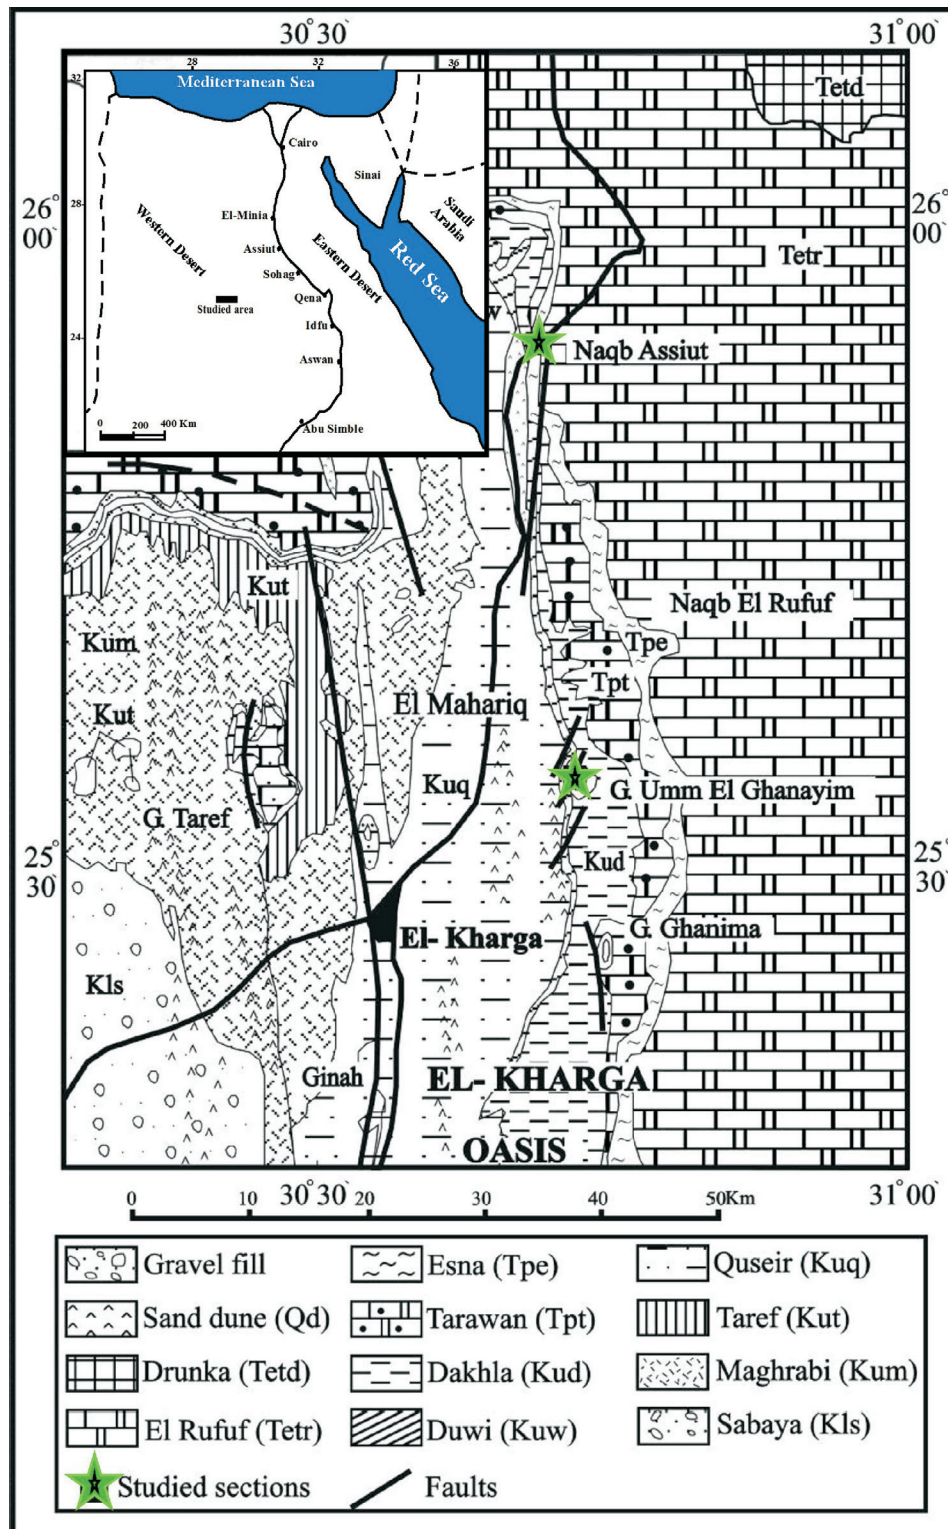 30°30`
31°00`
32
28
32
36
Mediterranean Sea
Cairo
Sinai
28
El-Minia
Saudi
Arabia
Western Desert
Assiut
Eastern Desert
Red Sea
Sohag
Qena
Studied area
Idfu
24
Aswan
0 200 400 Km
Abu Simble
Tetd
26°
00`
26°
00`
Tetr
w
Naqb Assiut
Kut
Naqb El Rufuf
Kum
Tpe
Tpt
Kut
El Mahariq
Kuq
G. Umm El Ghanayim
G. Taref
25°
30`
25°
30`
Kud
El- Kharga
G. Ghanima
Kls
Ginah
EL- KHARGA
OASIS
30°30`
31°00`
0 10 20 30 40 50Km
Gravel fill
Esna (Tpe)
Quseir (Kuq)
Sand dune (Qd)
Tarawan (Tpt)
Taref (Kut)
Drunka (Tetd)
Dakhla (Kud)
Maghrabi (Kum)
El Rufuf (Tetr)
Duwi (Kuw)
Sabaya (Kls)
Studied sections
Faults